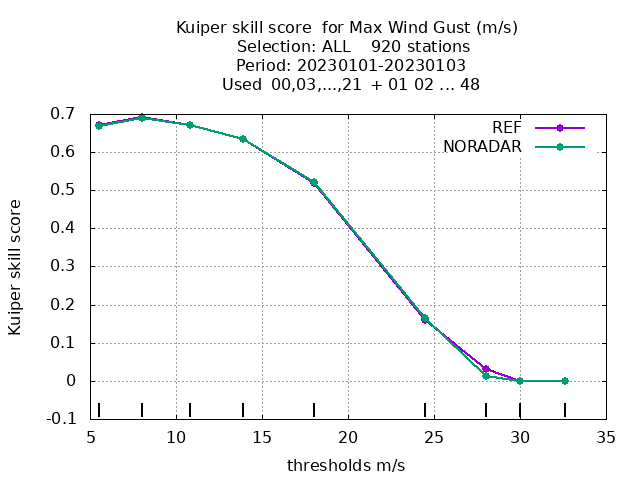 Kuiper skill score  for Max Wind Gust (m/s)
Selection: ALL    920 stations
Period: 20230101-20230103
Used  00,03,...,21  + 01 02 ... 48
REF
NORADAR
0.7
0.6
0.5
0.4
0.3
0.2
0.1
0
-0.1
Kuiper skill score
5 10 15 20 25 30 35
thresholds m/s